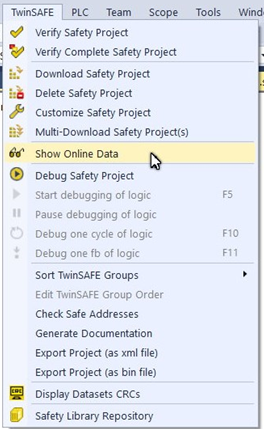 TwinSAFE PLC Team Scope Tools
Verify Safety Project
Verify Complete Safety Project
Download Safety Project
Delete Safety Project
Customize Safety Project
Multi-Download Safety Project(s)
Show Online Data
Debug Safety Project
Start debugging of logic F5
Pause debugging of logic
Debug one cycle of logic F10
Debug one fb of logic F11
Sort TwinSAFE Groups
Edit TwinSAFE Group Order
Check Safe Addresses
Generate Documentation
Export Project (as xml file)
Export Project (as bin file)
CRC Display Datasets CRCs
Safety Library Repository